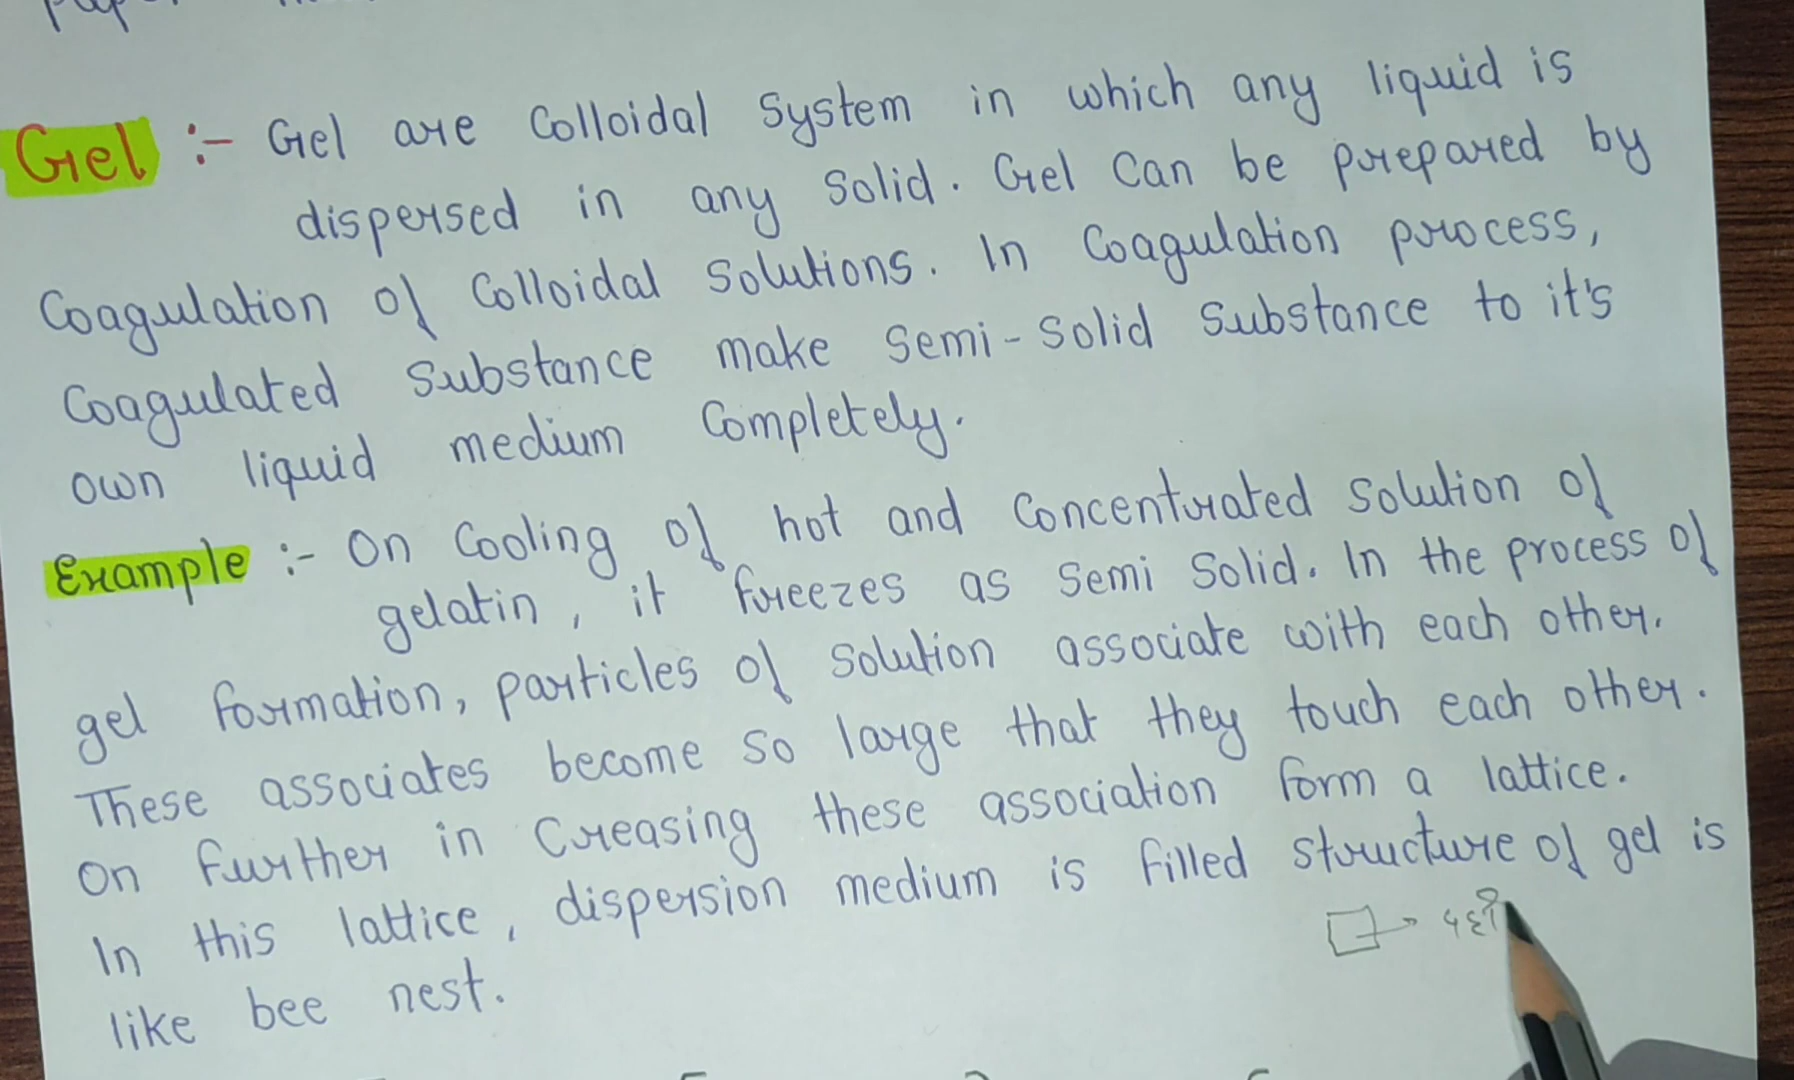 Gel :- Gel are Colloidal System in which any liquid is
dispersed in any Solid. Gel Can be prepared by
Coagulation of Colloidal Solutions. In Coagulation process,
Coagulated Substance make Semi-Solid Substance to it's
own liquid medium Completely.
Example :- On Cooling of hot and Concentrated Solution of
gelatin, it freezes as Semi Solid. In the process of
gel formation, particles of solution associate with each other.
These associates become so large that they touch each other.
On further in Creasing these association form a lattice.
In this lattice, dispersion medium is filled structure of gel is
like bee nest.